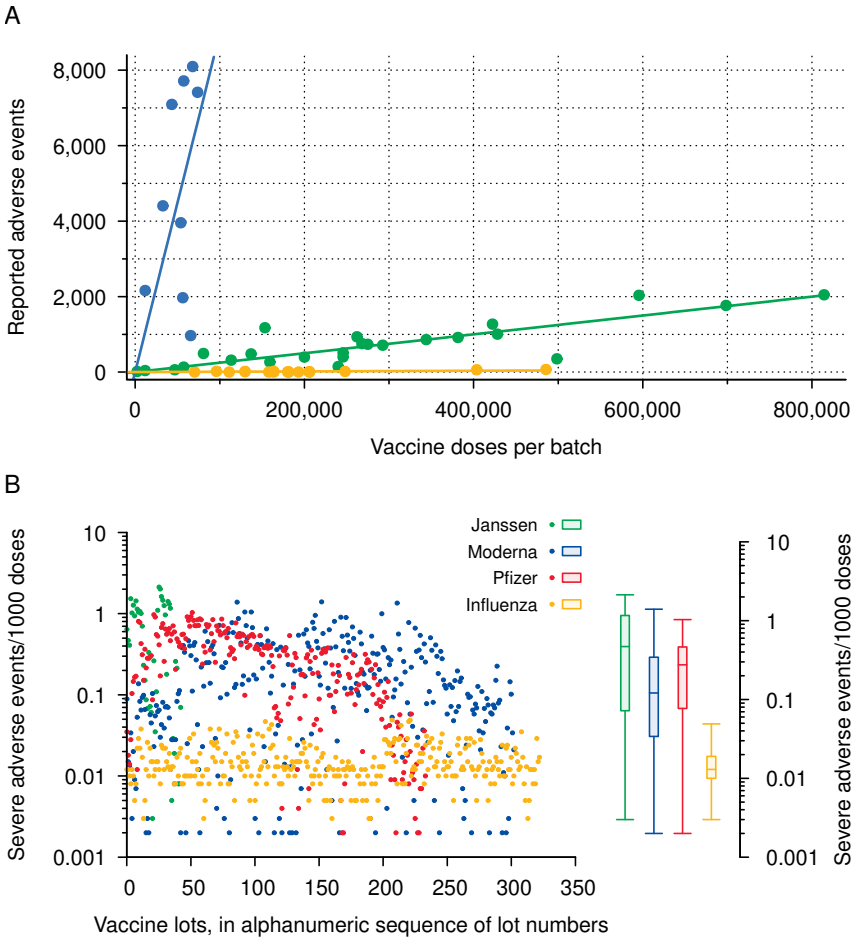 A
Reported adverse events
8,000
6,000
4,000
2,000
0
0 200,000 400,000 600,000 800,000
Vaccine doses per batch
B
Severe adverse events/1000 doses
10
1
0.1
0.01
0.001
0 50 100 150 200 250 300 350
Vaccine lots, in alphanumeric sequence of lot numbers
Janssen
Moderna
Pfizer
Influenza
10
1
0.1
0.01
0.001
Severe adverse events/1000 doses